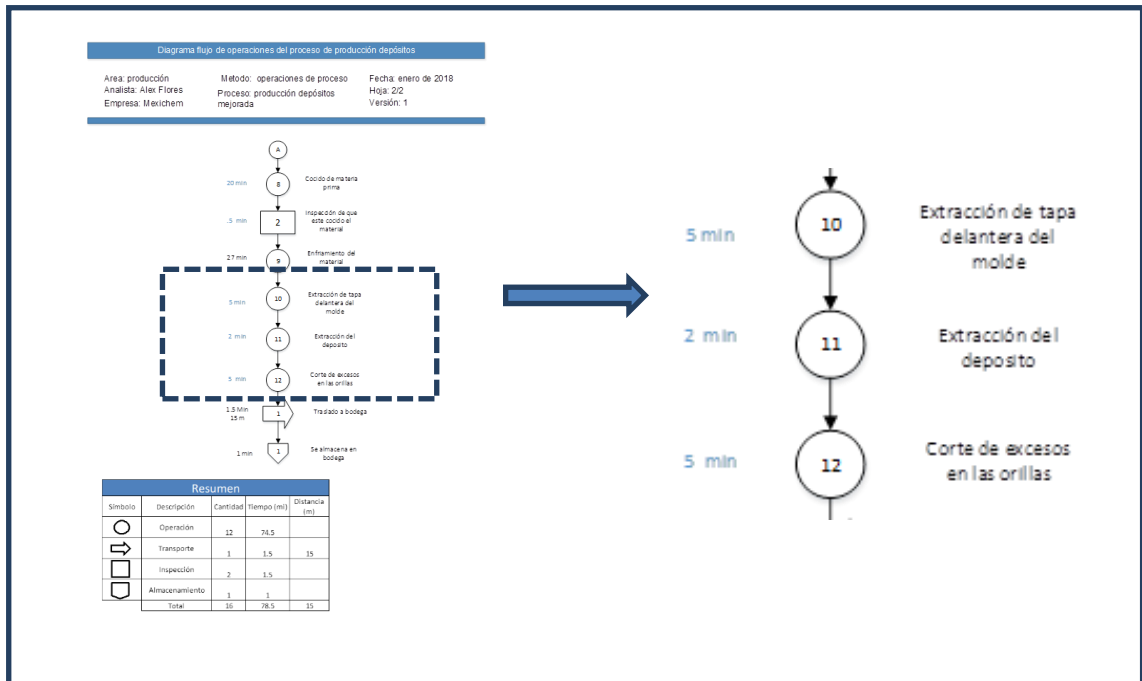 Diagrama flujo de operaciones del proceso de producción depósitos
Area: producción
Analista: Alex Flores
Empresa: Mexichem
Metodo: operaciones de proceso
Proceso: producción depósitos
mejorada
Fecha: enero de 2018
Hoja: 2/2
Versión: 1
A
20 min
8
Cocido de materia
prima
.5 min
2
Inspección de que
este cocido el
material
27 min
9
Enfriamiento del
material
5 min
10
Extracción de tapa
delantera del
molde
2 min
11
Extracción del
deposito
5 min
12
Corte de excesos
en las orillas
1.5 Min
15 m
1
Traslado a bodega
1 min
1
Se almacena en
bodega
Resumen
Símbolo Descripción Cantidad Tiempo (mi) Distancia
(m)
Operación 12 74.5
Transporte 1 1.5 15
Inspección 2 1.5
Almacenamiento 1 1
Total 16 78.5 15
5 min
10
Extracción de tapa
delantera del
molde
2 min
11
Extracción del
deposito
5 min
12
Corte de excesos
en las orillas